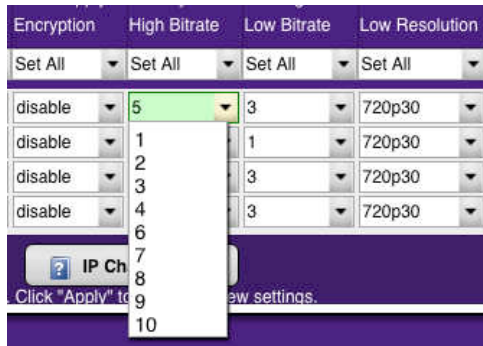 Encryption High Bitrate Low Bitrate Low Resolution
Set All Set All Set All Set All
disable 5 3 720p30
disable 1 1 720p30
2
disable 3 3 720p30
disable 4 3 720p30
6
7
IP Ch
8
Click "Apply" to ew settings.
9
10